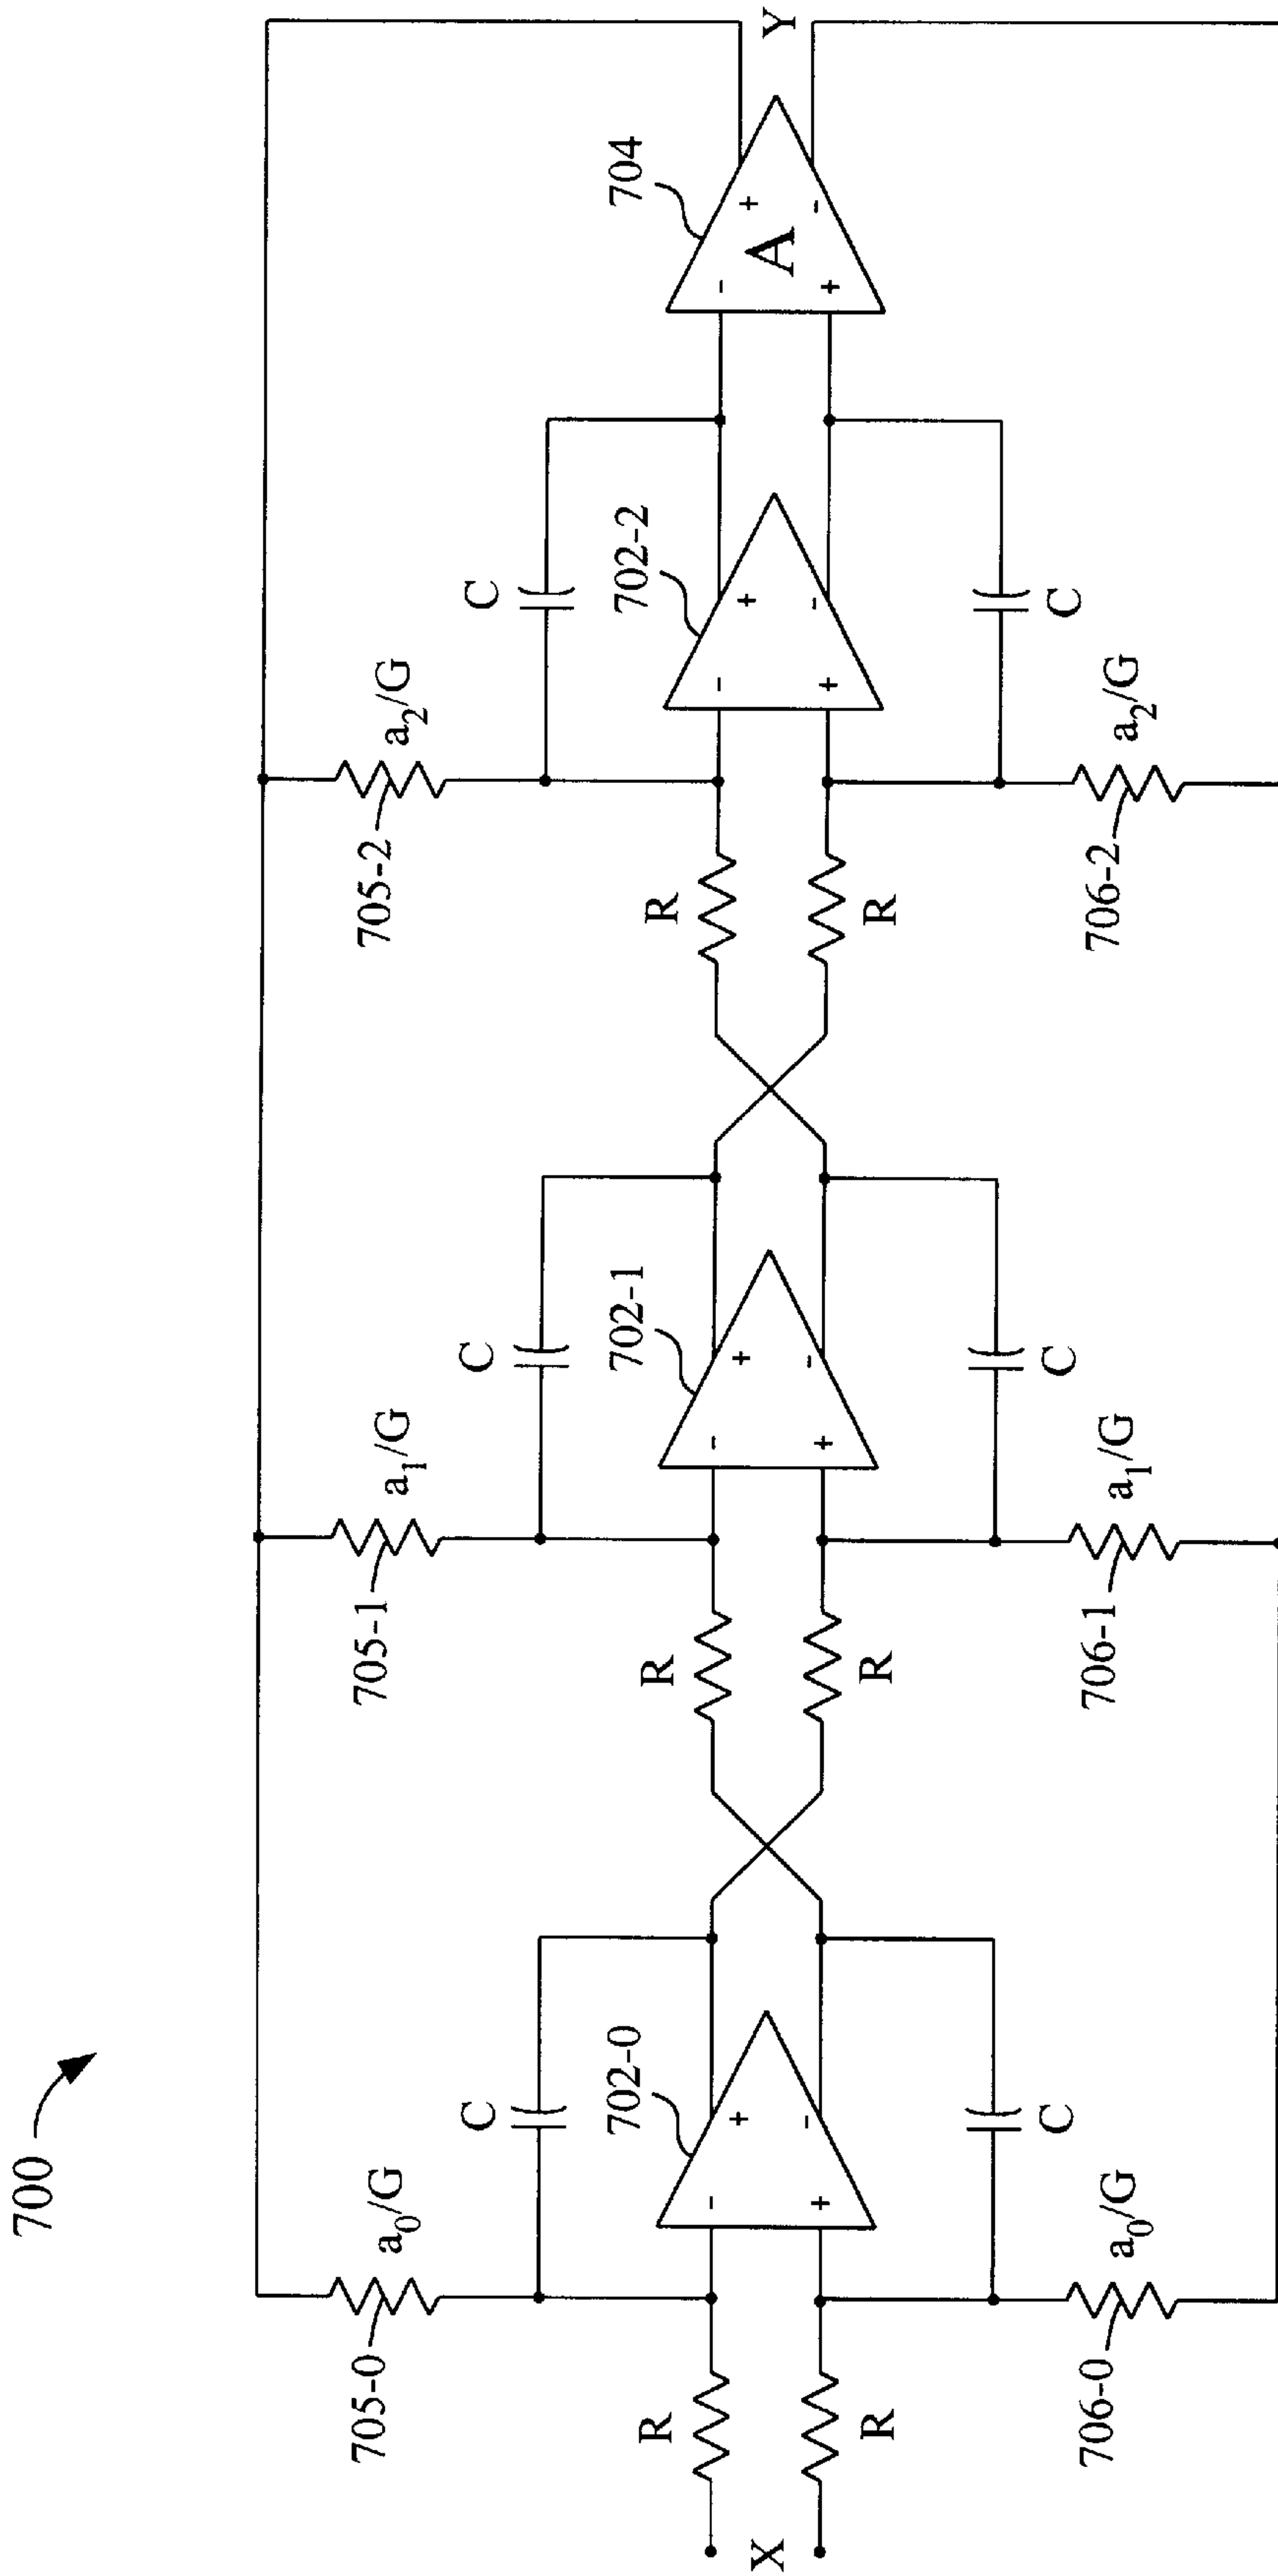 700
705-0
a0/G
705-1
a1/G
705-2
a2/G
C
C
C
702-0
702-1
702-2
704
X
R
R
R
- +
- +
- +
- +
A
Y
+ -
+ -
+ -
+ -
R
R
R
C
C
C
706-0
a0/G
706-1
a1/G
706-2
a2/G